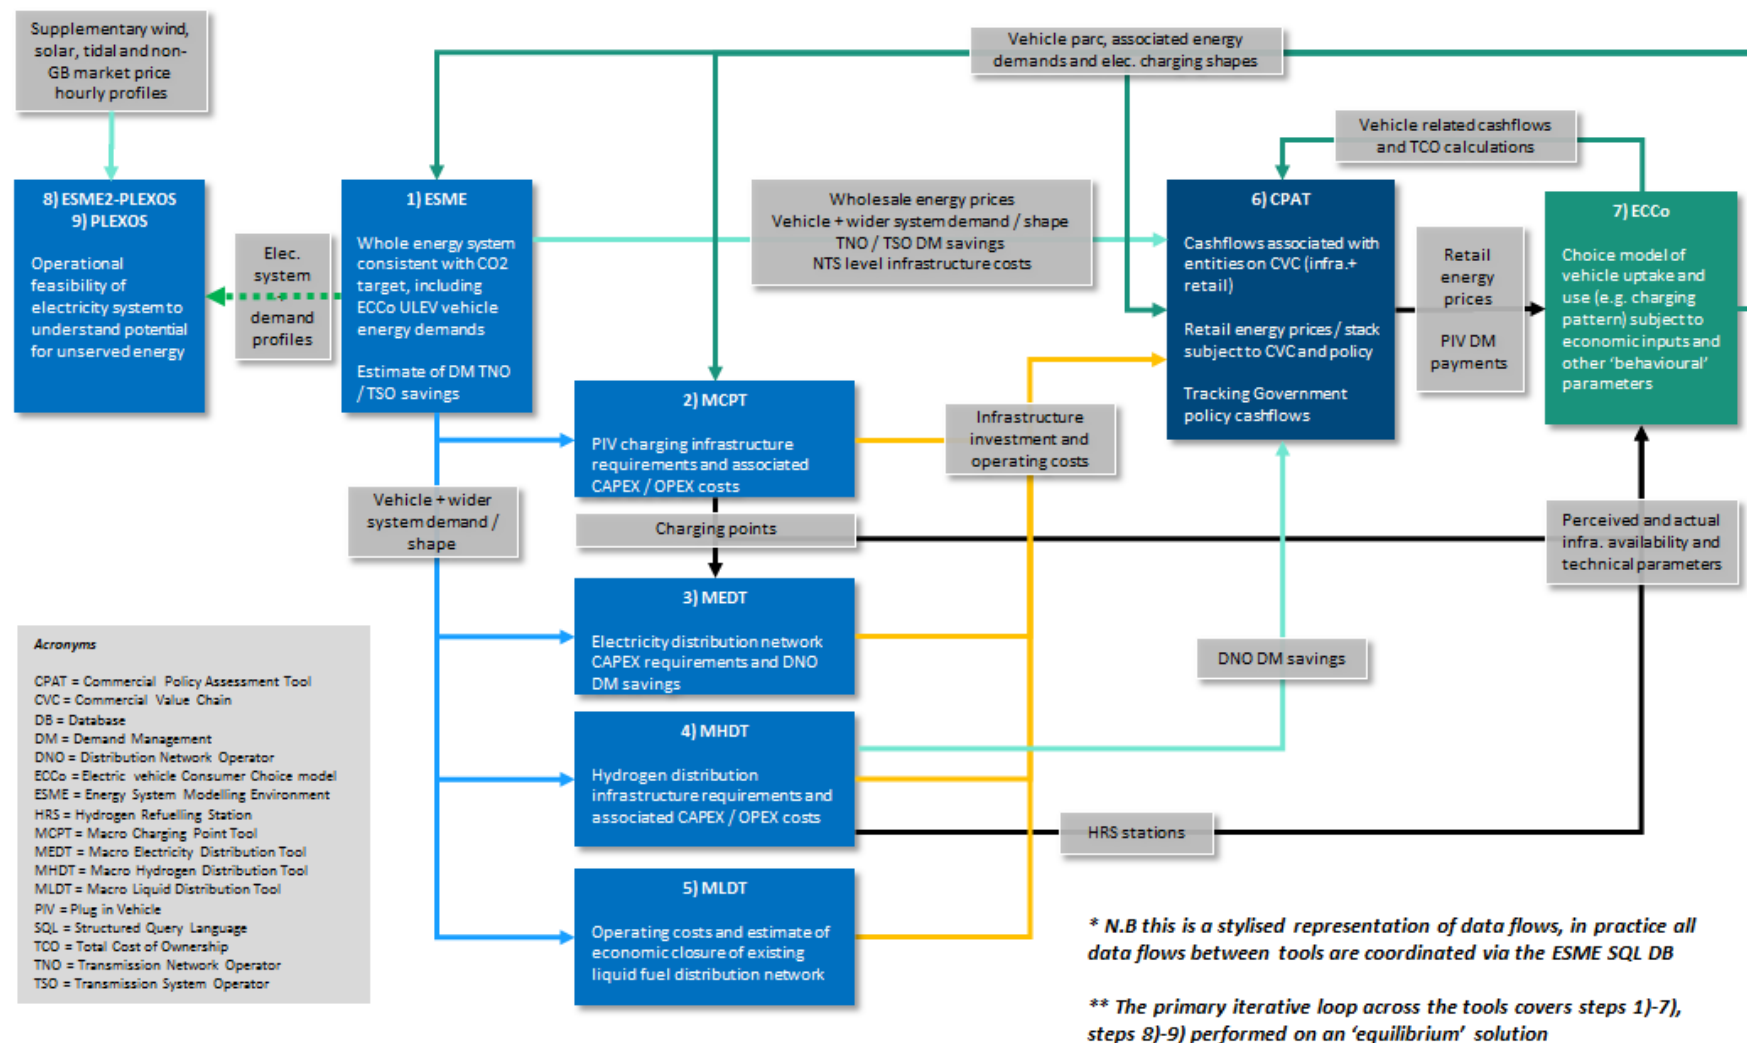 Supplementary wind,
solar, tidal and non-
GB market price
hourly profiles
Vehicle parc, associated energy
demands and elec. charging shapes
Vehicle related cashflows
and TCO calculations
8) ESME2-PLEXOS
9) PLEXOS
Operational
feasibility of
electricity system to
understand potential
for unserved energy
Elec.
system
+
demand
profiles
1) ESME
Whole energy system
consistent with CO2
target, including
ECCo ULEV vehicle
energy demands
Estimate of DM TNO
/ TSO savings
Wholesale energy prices
Vehicle + wider system demand / shape
TNO / TSO DM savings
NTS level infrastructure costs
6) CPAT
Cashflows associated with
entities on CVC (infra.+
retail)
Retail energy prices / stack
subject to CVC and policy
Tracking Government
policy cashflows
Retail
energy
prices
PIV DM
payments
7) ECCo
Choice model of
vehicle uptake and
use (e.g. charging
pattern) subject to
economic inputs and
other ‘behavioural’
parameters
2) MCPT
PIV charging infrastructure
requirements and associated
CAPEX / OPEX costs
Infrastructure
investment and
operating costs
Vehicle + wider
system demand /
shape
Charging points
Perceived and actual
infra. availability and
technical parameters
3) MEDT
Electricity distribution network
CAPEX requirements and DNO
DM savings
DNO DM savings
4) MHDT
Hydrogen distribution
infrastructure requirements and
associated CAPEX / OPEX costs
HRS stations
5) MLDT
Operating costs and estimate of
economic closure of existing
liquid fuel distribution network
Acronyms
CPAT = Commercial Policy Assessment Tool
CVC = Commercial Value Chain
DB = Database
DM = Demand Management
DNO = Distribution Network Operator
ECCo = Electric vehicle Consumer Choice model
ESME = Energy System Modelling Environment
HRS = Hydrogen Refuelling Station
MCPT = Macro Charging Point Tool
MEDT = Macro Electricity Distribution Tool
MHDT = Macro Hydrogen Distribution Tool
MLDT = Macro Liquid Distribution Tool
PIV = Plug in Vehicle
SQL = Structured Query Language
TCO = Total Cost of Ownership
TNO = Transmission Network Operator
TSO = Transmission System Operator
* N.B this is a stylised representation of data flows, in practice all
data flows between tools are coordinated via the ESME SQL DB
** The primary iterative loop across the tools covers steps 1)-7),
steps 8)-9) performed on an ‘equilibrium’ solution